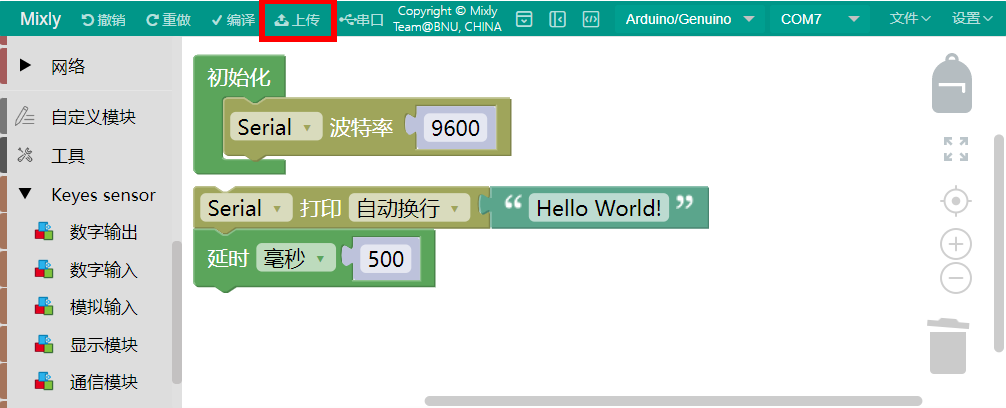 Mixly 撤销 重做 编译 上传 串口 Copyright © Mixly Team@BNU, CHINA Arduino/Genuino COM7 文件 设置
网络
自定义模块
工具
Keyes sensor
数字输出
数字输入
模拟输入
显示模块
通信模块
初始化
Serial 波特率 9600
Serial 打印 自动换行 “ Hello World! ”
延时 毫秒 500